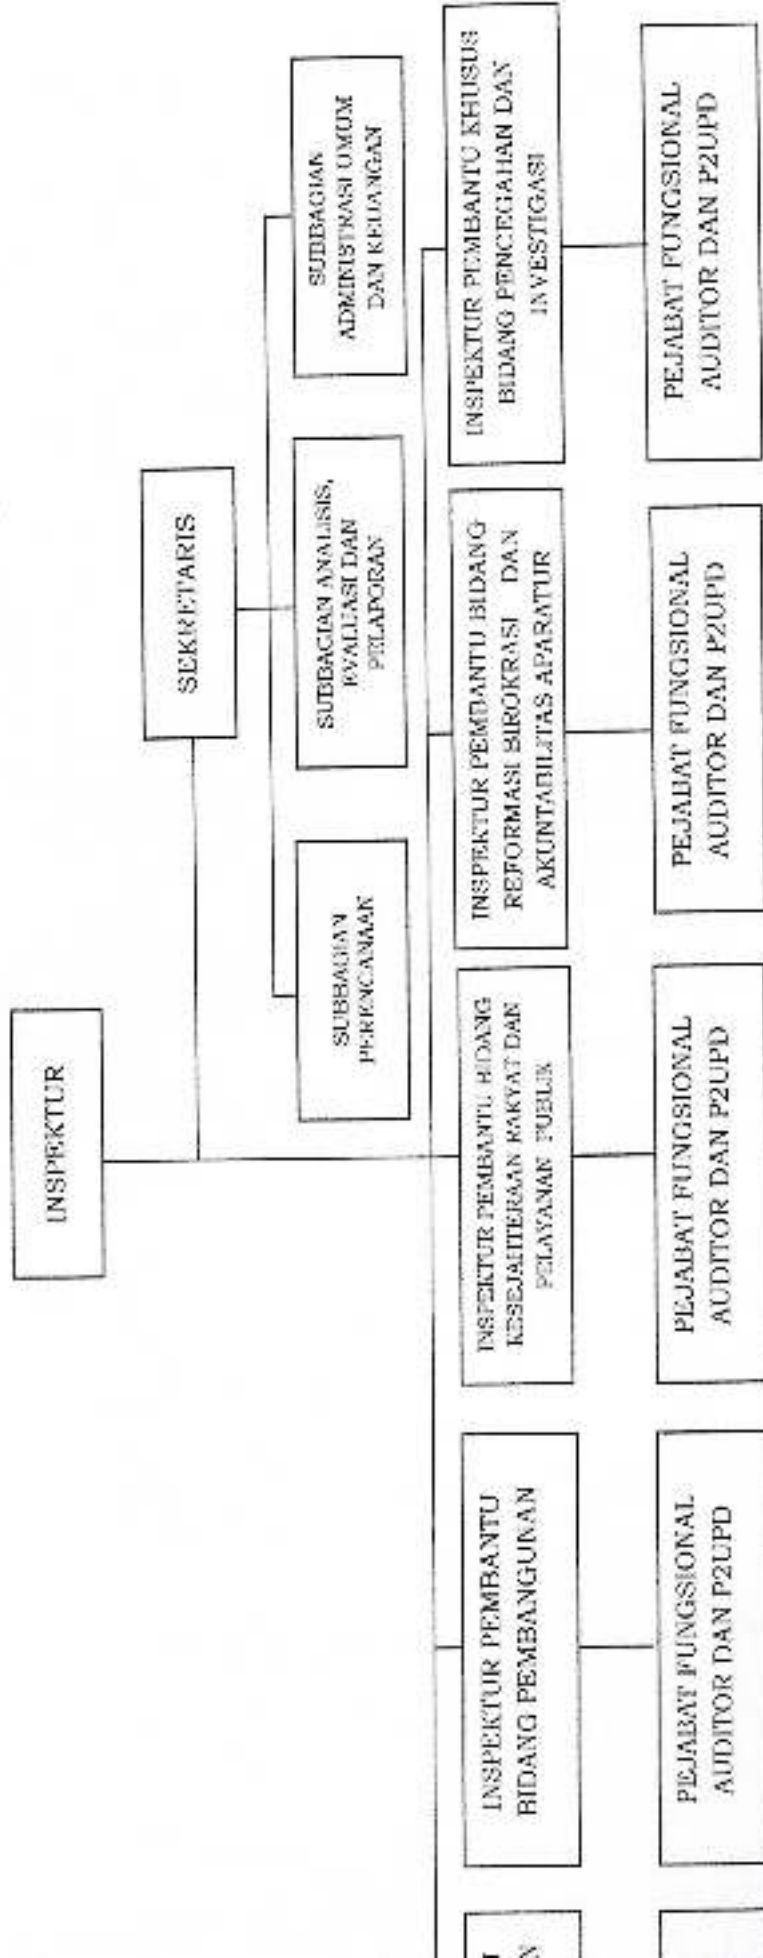 INSPEKTUR
SEKRETARIS
SUBBAGIAN
PERENCANAAN
SUBBAGIAN ANALISIS,
EVALUASI DAN
PELAPORAN
SUBBAGIAN
ADMINISTRASI UMUM
DAN KEUANGAN
INSPEKTUR PEMBANTU
BIDANG PEMBANGUNAN
INSPEKTUR PEMBANTU BIDANG
KESEJAHTERAAN RAKYAT DAN
PELAYANAN PUBLIK
INSPEKTUR PEMBANTU BIDANG
REFORMASI BIROKRASI DAN
AKUNTABILITAS APARATUR
INSPEKTUR PEMBANTU KHUSUS
BIDANG PENCEGAHAN DAN
INVESTIGASI
PEJABAT FUNGSIONAL
AUDITOR DAN P2UPD
PEJABAT FUNGSIONAL
AUDITOR DAN P2UPD
PEJABAT FUNGSIONAL
AUDITOR DAN P2UPD
PEJABAT FUNGSIONAL
AUDITOR DAN P2UPD